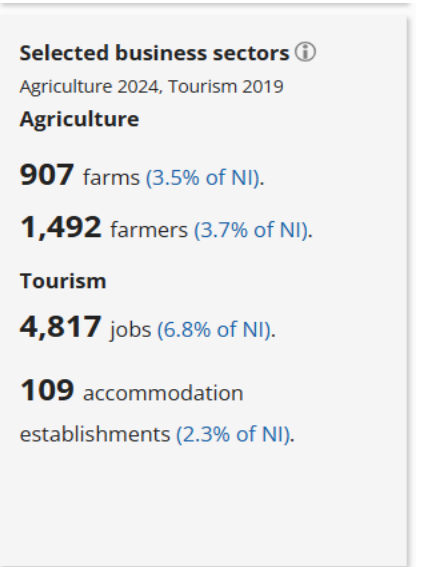 Selected business sectors ⓘ
Agriculture 2024, Tourism 2019
Agriculture
907 farms (3.5% of NI).
1,492 farmers (3.7% of NI).
Tourism
4,817 jobs (6.8% of NI).
109 accommodation
establishments (2.3% of NI).